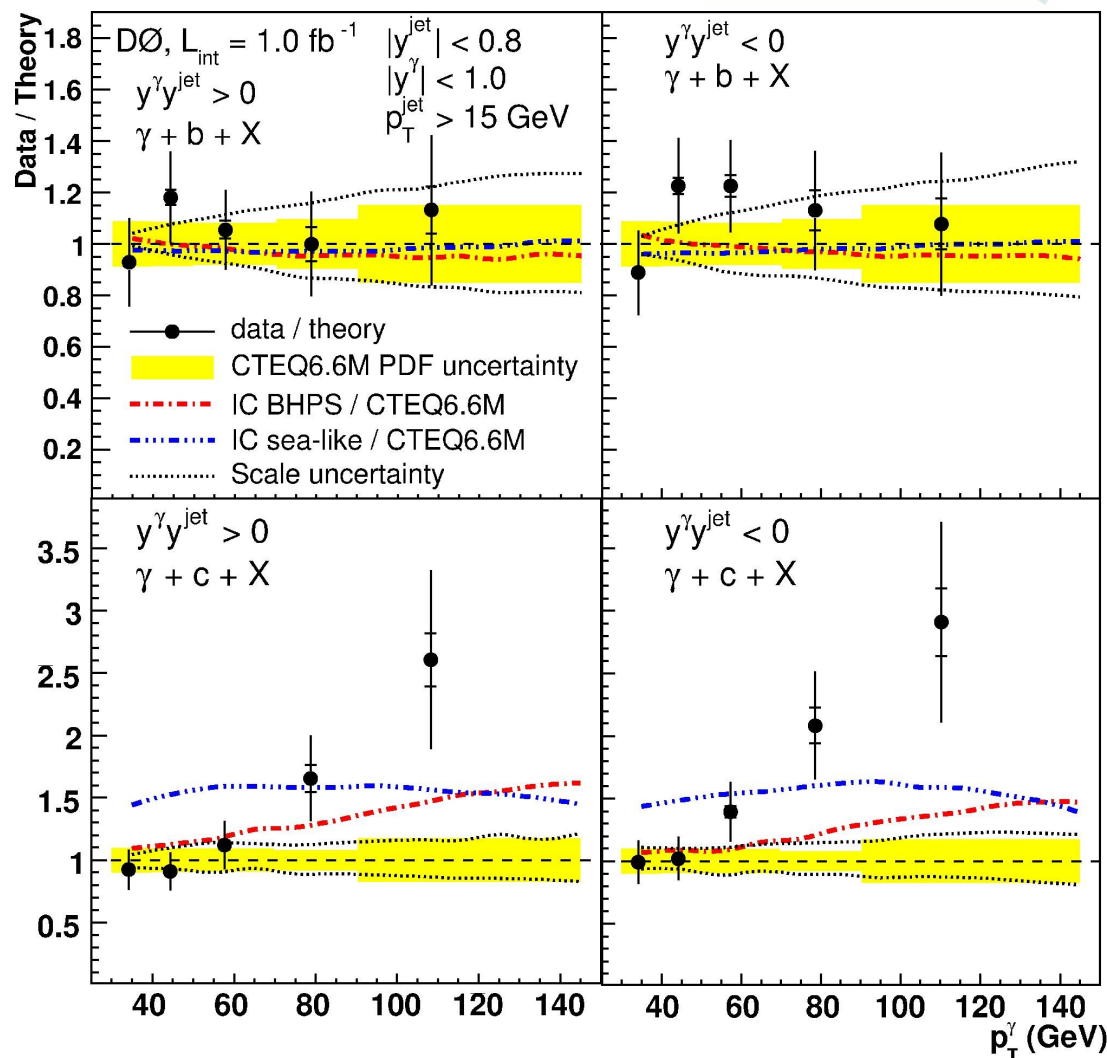 Data / Theory
1.8
1.6
1.4
1.2
1
0.8
0.6
0.4
0.2
DØ, L_int = 1.0 fb⁻¹
y^γ y^jet > 0
γ + b + X
|y^jet| < 0.8
|y^γ| < 1.0
p_T^jet > 15 GeV
data / theory
CTEQ6.6M PDF uncertainty
IC BHPS / CTEQ6.6M
IC sea-like / CTEQ6.6M
Scale uncertainty
y^γ y^jet < 0
γ + b + X
3.5
3
2.5
2
1.5
1
0.5
y^γ y^jet > 0
γ + c + X
y^γ y^jet < 0
γ + c + X
40 60 80 100 120 140
40 60 80 100 120 140
p_T^γ (GeV)